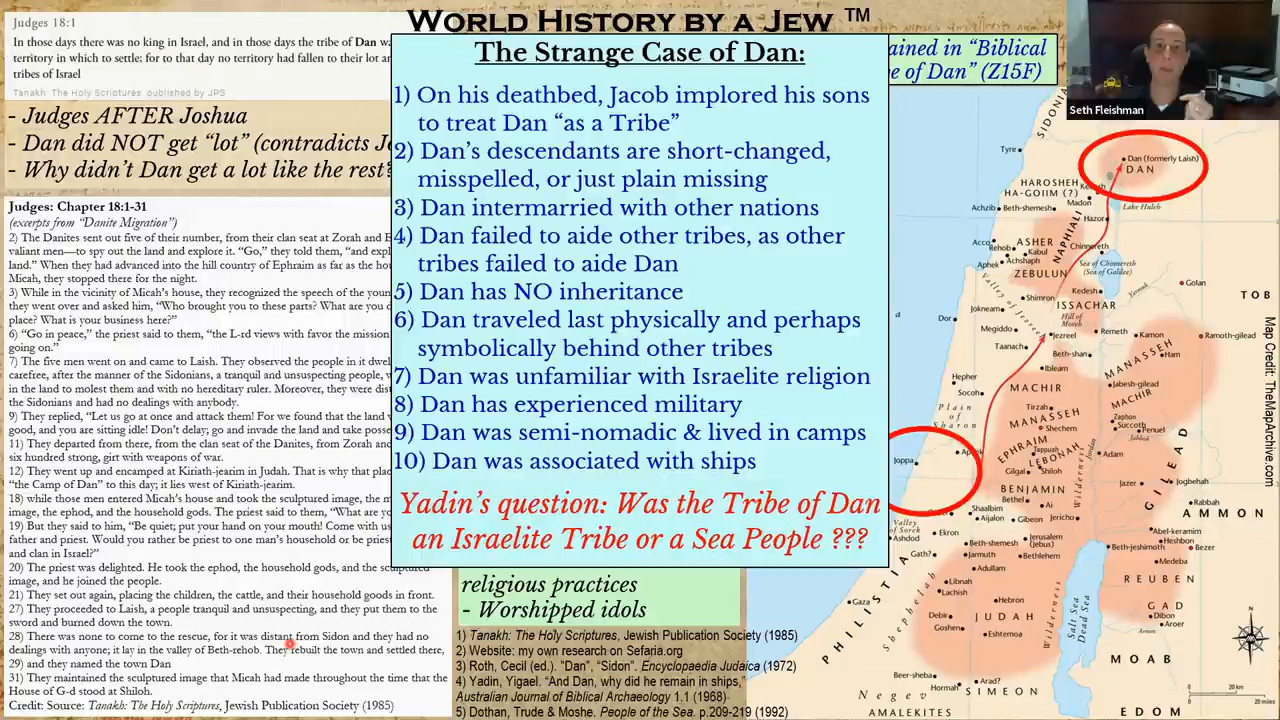 WORLD HISTORY BY A JEW ™
Judges 18:1
In those days there was no king in Israel, and in those days the tribe of Dan wa
territory in which to settle; for to that day no territory had fallen to their lot a
tribes of Israel
Tanakh: The Holy Scriptures, published by JPS
- Judges AFTER Joshua
- Dan did NOT get “lot” (contradicts Jo
- Why didn’t Dan get a lot like the rest?
Judges: Chapter 18:1-31
(excerpts from “Danite Migration”)
2) The Danites sent out five of their number, from their clan seat at Zorah and E
valiant men—to spy out the land and explore it. “Go,” they told them, “and expl
land.” When they had advanced into the hill country of Ephraim as far as the hou
Micah, they stopped there for the night.
3) While in the vicinity of Micah’s house, they recognized the speech of the youn
they went over and asked him, “Who brought you to these parts? What are you d
place? What is your business here?”
6) “Go in peace,” the priest said to them, “the L-rd views with favor the mission
going on.”
7) The five men went on and came to Laish. They observed the people in it dwel
carefree, after the manner of the Sidonians, a tranquil and unsuspecting people, w
in the land to molest them and with no hereditary ruler. Moreover, they were dist
the Sidonians and had no dealings with anybody.
9) They replied, “Let us go at once and attack them! For we found that the land w
good, and you are sitting idle! Don’t delay; go and invade the land and take posses
11) They departed from there, from the clan seat of the Danites, from Zorah and
six hundred strong, girt with weapons of war.
12) They went up and encamped at Kiriath-jearim in Judah. That is why that plac
“the Camp of Dan” to this day; it lies west of Kiriath-jearim.
18) while those men entered Micah’s house and took the sculptured image, the m
image, the ephod, and the household gods. The priest said to them, “What are yo
19) But they said to him, “Be quiet; put your hand on your mouth! Come with us
father and priest. Would you rather be priest to one man’s household or be priest
and clan in Israel?”
20) The priest was delighted. He took the ephod, the household gods, and the sculptured
image, and he joined the people.
21) They set out again, placing the children, the cattle, and their household goods in front.
27) They proceeded to Laish, a people tranquil and unsuspecting, and they put them to the
sword and burned down the town.
28) There was none to come to the rescue, for it was distant from Sidon and they had no
dealings with anyone; it lay in the valley of Beth-rehob. They rebuilt the town and settled there,
29) and they named the town Dan
31) They maintained the sculptured image that Micah had made throughout the time that the
House of G-d stood at Shiloh.
Credit: Source: Tanakh: The Holy Scriptures, Jewish Publication Society (1985)
The Strange Case of Dan:
1) On his deathbed, Jacob implored his sons
to treat Dan “as a Tribe”
2) Dan’s descendants are short-changed,
misspelled, or just plain missing
3) Dan intermarried with other nations
4) Dan failed to aide other tribes, as other
tribes failed to aide Dan
5) Dan has NO inheritance
6) Dan traveled last physically and perhaps
symbolically behind other tribes
7) Dan was unfamiliar with Israelite religion
8) Dan has experienced military
9) Dan was semi-nomadic & lived in camps
10) Dan was associated with ships
Yadin’s question: Was the Tribe of Dan
an Israelite Tribe or a Sea People ???
religious practices
- Worshipped idols
1) Tanakh: The Holy Scriptures, Jewish Publication Society (1985)
2) Website: my own research on Sefaria.org
3) Roth, Cecil (ed.). "Dan", “Sidon”. Encyclopaedia Judaica (1972)
4) Yadin, Yigael. “And Dan, why did he remain in ships,”
Australian Journal of Biblical Archaeology 1.1 (1968)-
5) Dothan, Trude & Moshe. People of the Sea. p.209-219 (1992)
ained in “Biblical
e of Dan” (Z15F)
Seth Fleishman
SIDONIANS
Tyre
Dan (formerly Laish)
DAN
HAROSHETH
HA-GOIIM (?)
Kedesh
Madon
Lake Huleh
Achzib
Beth-shemesh
Hazor
NAPHTALI
Acco
ASHER
Rehob
Kabul
Aphek
Achshaph
Chinnereth
Sea of Chinnereth
(Sea of Galilee)
ZEBULUN
Kedesh
Golan
TOB
Shimron
Yarmuk
Valley of Jezreel
ISSACHAR
Jokneam
Hill of
Moreh
Dor
Megiddo
Jezreel
Remeth
Kamon
Ramoth-gilead
Taanach
Beth-shan
MANASSEH
Ham
Ibleam
Hepher
Jabesh-gilead
Socoh
MACHIR
MACHIR
Plain
of
Sharon
Tirzah
MANASSEH
Shechem
Zaphon
Succoth
Penuel
Jabbok
EPHRAIM
Tappuah
LEBONAH
Adam
Joppa
Gilgal
Shiloh
Jordan
GILEAD
BENJAMIN
Wilderness
Jazer
Jogbehah
Bethel
Ai
Rabbah
AMMON
Shaalbim
Aijalon
Gibeon
Jericho
Valley
of
Ashdod
Ekron
Abel-keramim
Heshbon
Beth-shemesh
Jerusalem
(Jebus)
Beth-jeshimoth
Bezer
Gath?
Jarmuth
Bethlehem
Medeba
Adullam
PHILISTIA
Libnah
REUBEN
Lachish
Gaza
Shephelah
Hebron
GAD
Debir
JUDAH
Salt Sea
Dead Sea
Dibon
Goshen
Aroer
Eshtemoa
Wilderness
Arnon
MOAB
Beer-sheba
Arad?
Hormah
SIMEON
Negev
AMALEKITES
EDOM
N
0
20 km
0
20 miles
Map Credit: TheMapArchive.com